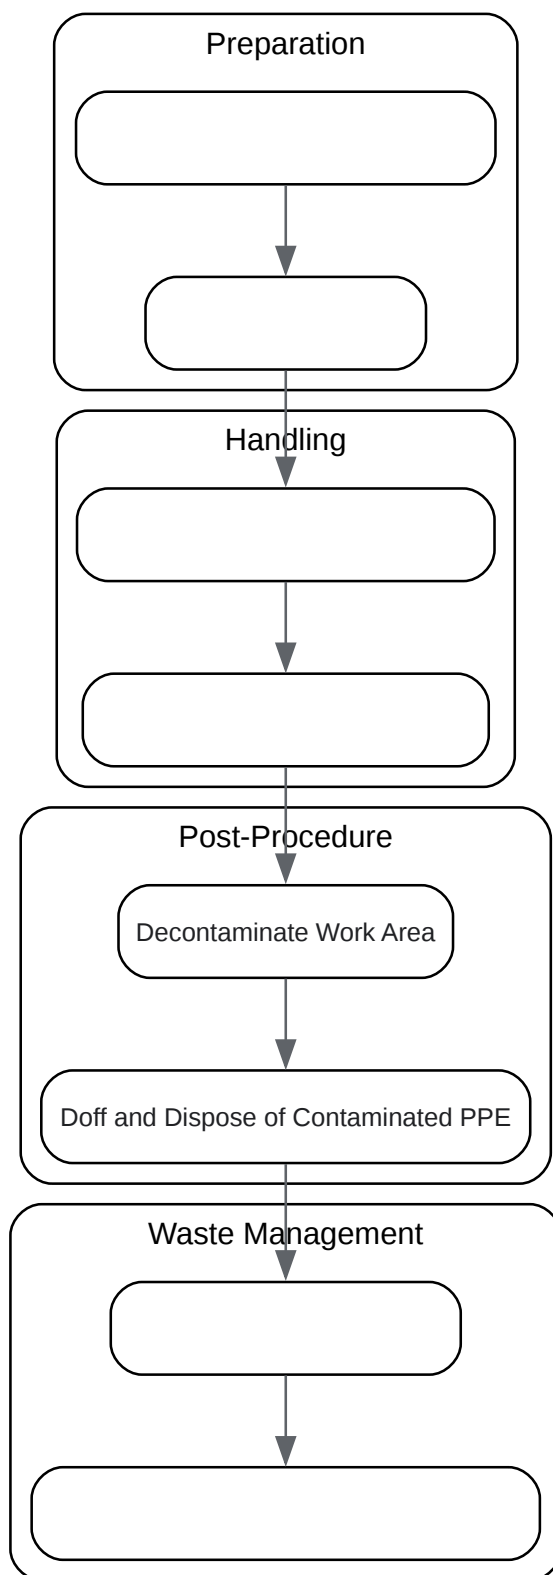 Preparation
Handling
Post-Procedure
Decontaminate Work Area
Doff and Dispose of Contaminated PPE
Waste Management